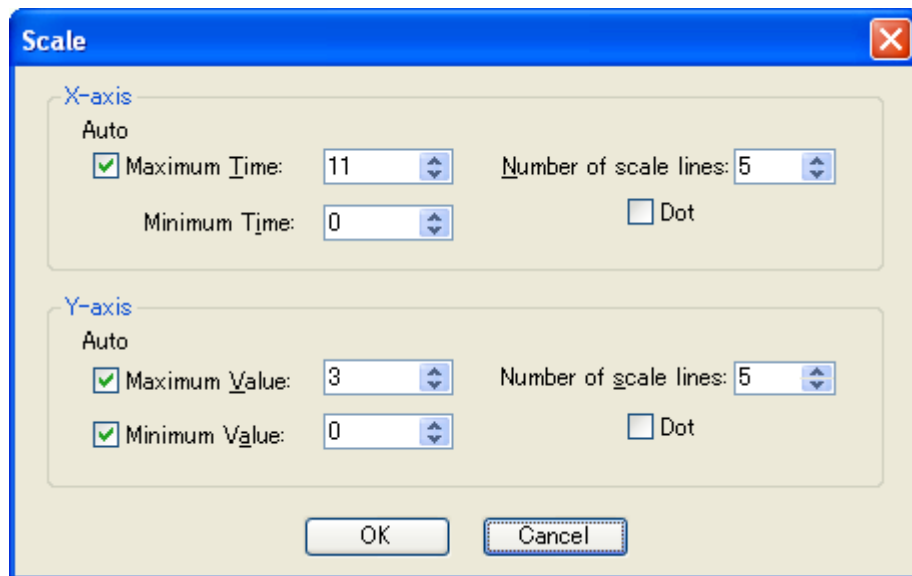 Scale
X-axis
Auto
Maximum Time: 11 Number of scale lines: 5
Minimum Time: 0 Dot
Y-axis
Auto
Maximum Value: 3 Number of scale lines: 5
Minimum Value: 0 Dot
OK Cancel